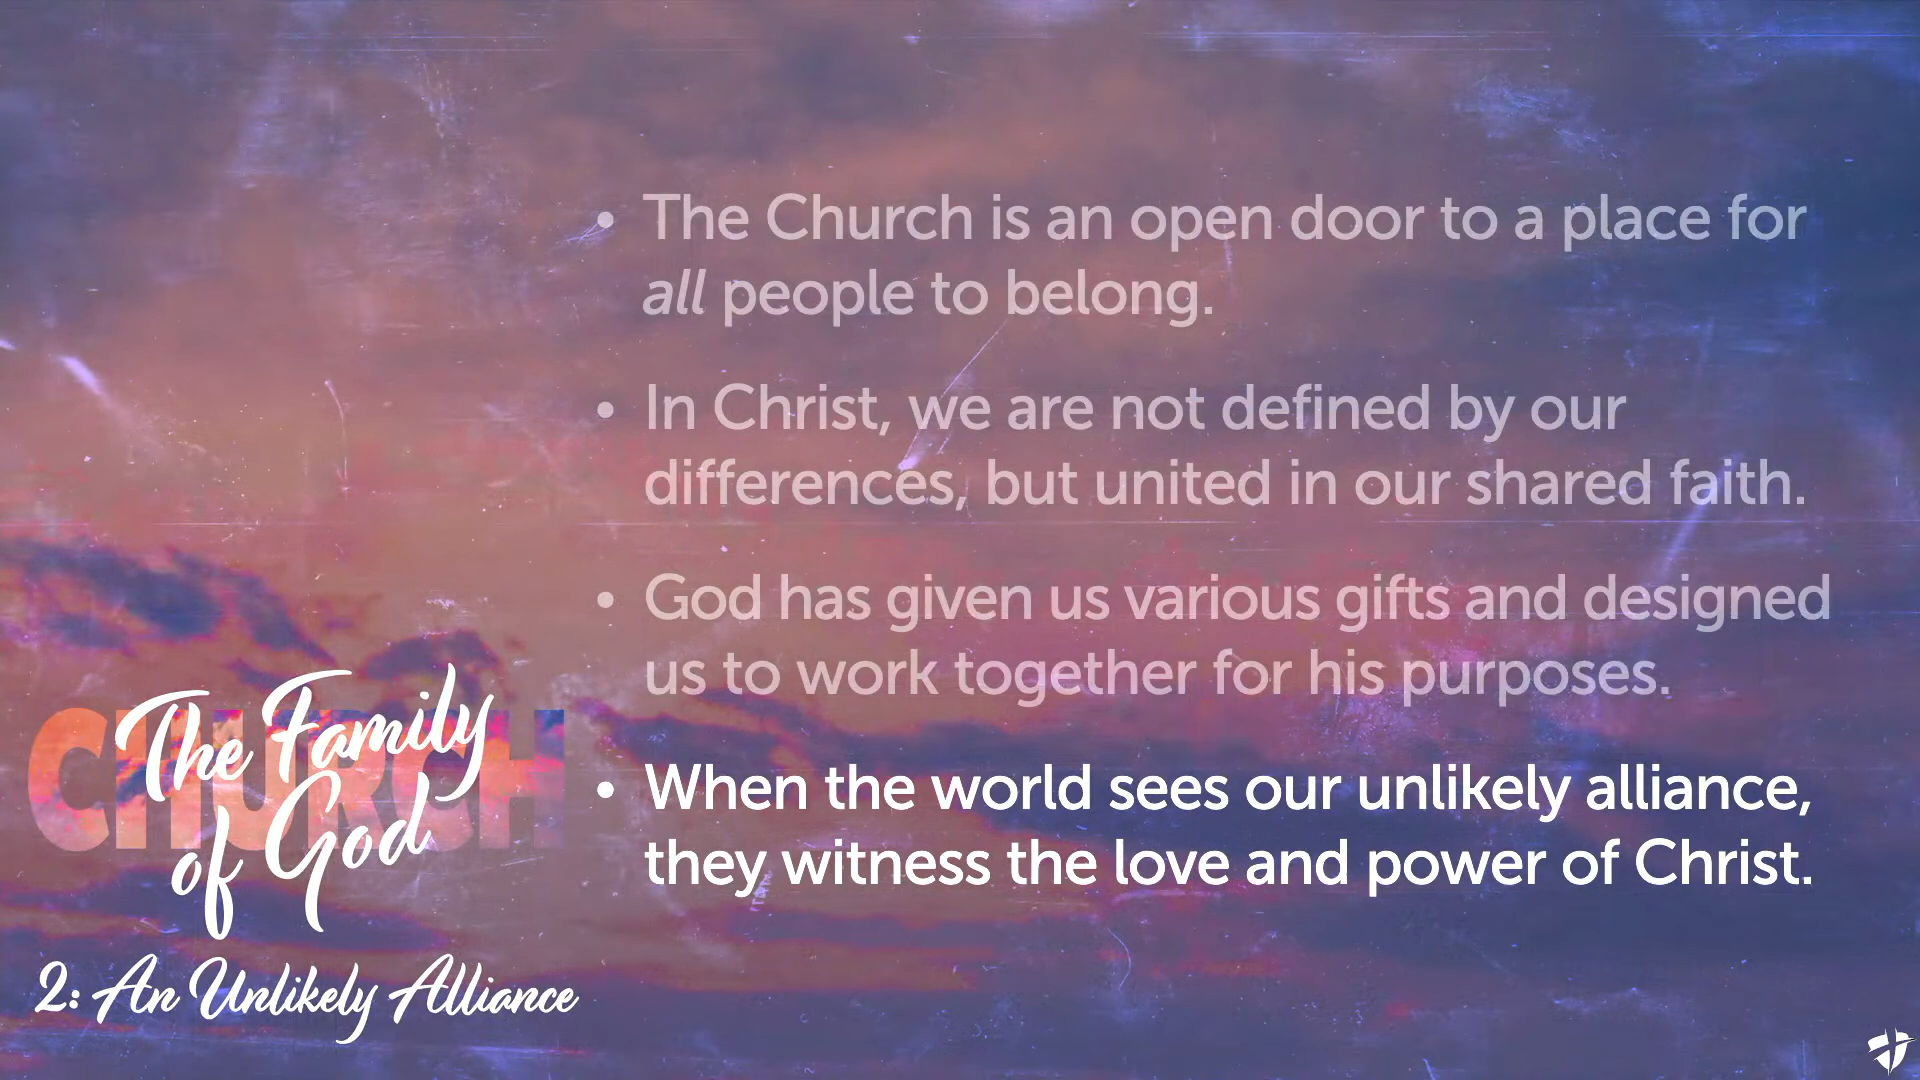 • The Church is an open door to a place for
all people to belong.
• In Christ, we are not defined by our
differences, but united in our shared faith.
• God has given us various gifts and designed
us to work together for his purposes.
• When the world sees our unlikely alliance,
they witness the love and power of Christ.
CHURCH
The Family
of God
2: An Unlikely Alliance